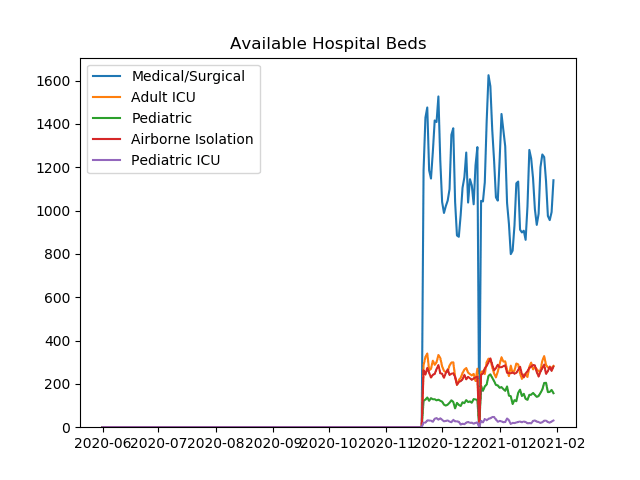 Available Hospital Beds
Medical/Surgical
Adult ICU
Pediatric
Airborne Isolation
Pediatric ICU
1600
1400
1200
1000
800
600
400
200
0
2020-06 2020-07 2020-08 2020-09 2020-10 2020-11 2020-12 2021-01 2021-02